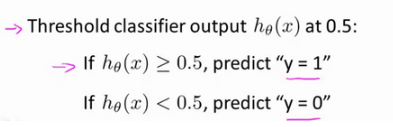 → Threshold classifier output hθ(x) at 0.5:
→ If hθ(x) ≥ 0.5, predict “y = 1”
If hθ(x) < 0.5, predict “y = 0”